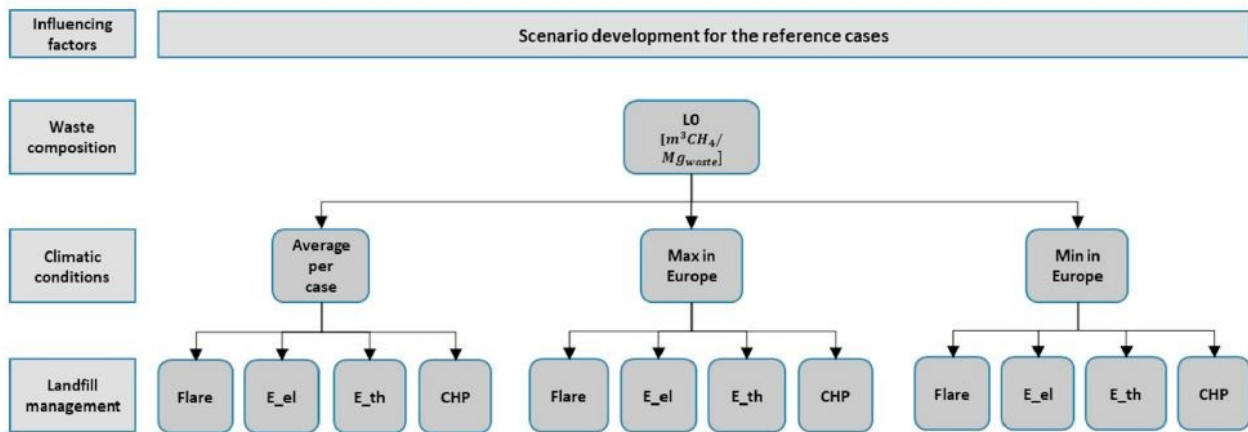 Influencing
factors
Scenario development for the reference cases
Waste
composition
L0
[m³CH₄/
Mg_waste]
Climatic
conditions
Average
per
case
Max in
Europe
Min in
Europe
Landfill
management
Flare
E_el
E_th
CHP
Flare
E_el
E_th
CHP
Flare
E_el
E_th
CHP